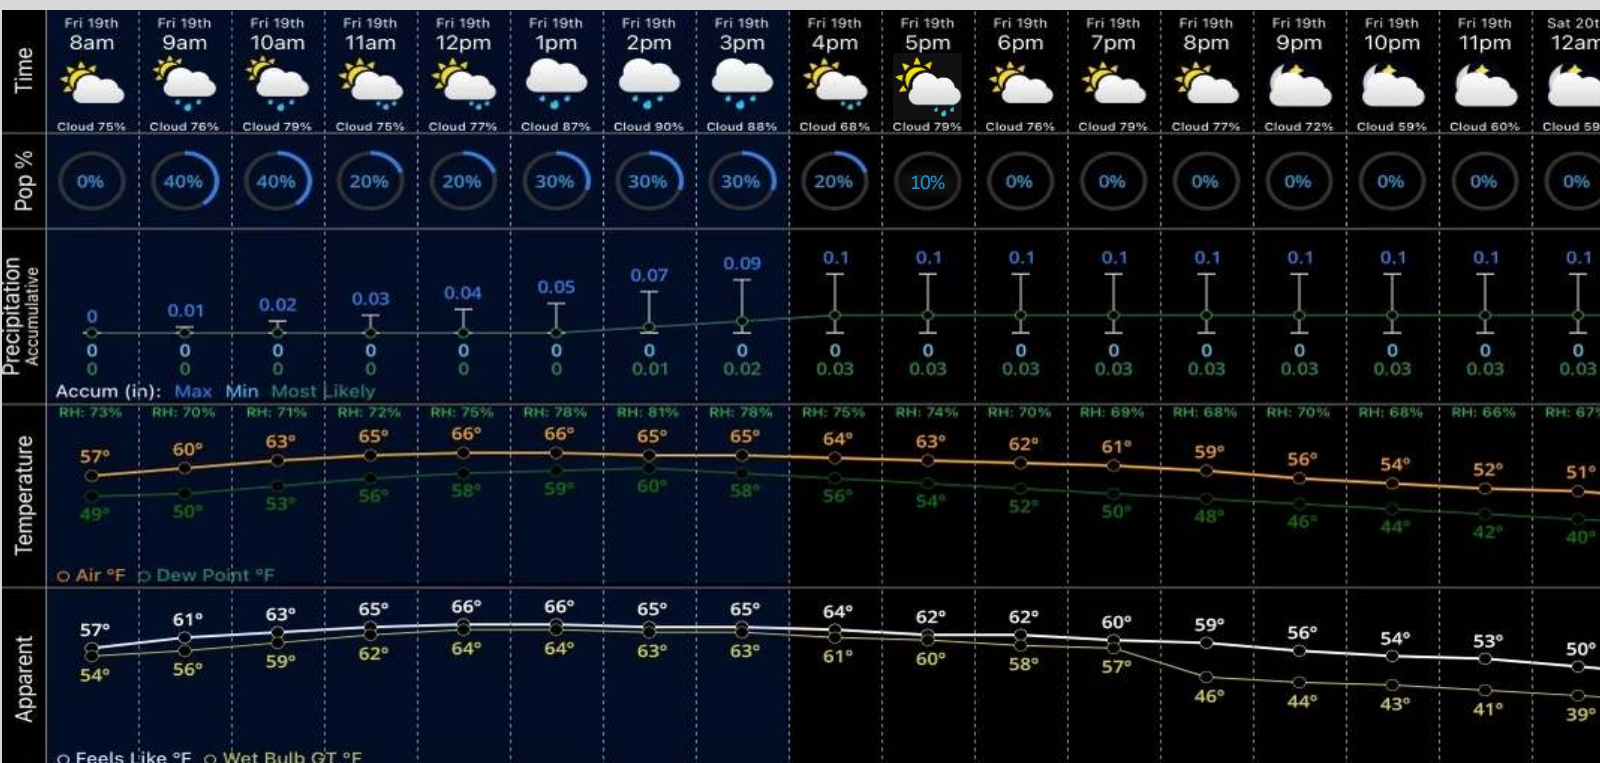 Fri 19th Fri 19th Fri 19th Fri 19th Fri 19th Fri 19th Fri 19th Fri 19th Fri 19th Fri 19th Fri 19th Fri 19th Fri 19th Fri 19th Fri 19th Fri 19th Sat 20t
Time
8am 9am 10am 11am 12pm 1pm 2pm 3pm 4pm 5pm 6pm 7pm 8pm 9pm 10pm 11pm 12am
Cloud 75% Cloud 76% Cloud 79% Cloud 75% Cloud 77% Cloud 87% Cloud 90% Cloud 88% Cloud 68% Cloud 79% Cloud 76% Cloud 79% Cloud 77% Cloud 72% Cloud 59% Cloud 60% Cloud 59
Pop %
0% 40% 40% 20% 20% 30% 30% 30% 20% 10% 0% 0% 0% 0% 0% 0% 0%
Precipitation
Accumulative
0 0.01 0.02 0.03 0.04 0.05 0.07 0.09 0.1 0.1 0.1 0.1 0.1 0.1 0.1 0.1 0.1
0 0 0 0 0 0 0 0 0 0 0 0 0 0 0 0 0
0 0 0 0 0 0 0.01 0.02 0.03 0.03 0.03 0.03 0.03 0.03 0.03 0.03 0.03
Accum (in): Max Min Most Likely
Temperature
RH: 73% RH: 70% RH: 71% RH: 72% RH: 75% RH: 78% RH: 81% RH: 78% RH: 75% RH: 74% RH: 70% RH: 69% RH: 68% RH: 70% RH: 68% RH: 66% RH: 67%
57° 60° 63° 65° 66° 66° 65° 65° 64° 63° 62° 61° 59° 56° 54° 52° 51°
49° 50° 53° 56° 58° 59° 60° 58° 56° 54° 52° 50° 48° 46° 44° 42° 40°
Air °F Dew Point °F
Apparent
57° 61° 63° 65° 66° 66° 65° 65° 64° 62° 62° 60° 59° 56° 54° 53° 50°
54° 56° 59° 62° 64° 64° 63° 63° 61° 60° 58° 57° 46° 44° 43° 41° 39°
Feels Like °F Wet Bulb GT °F